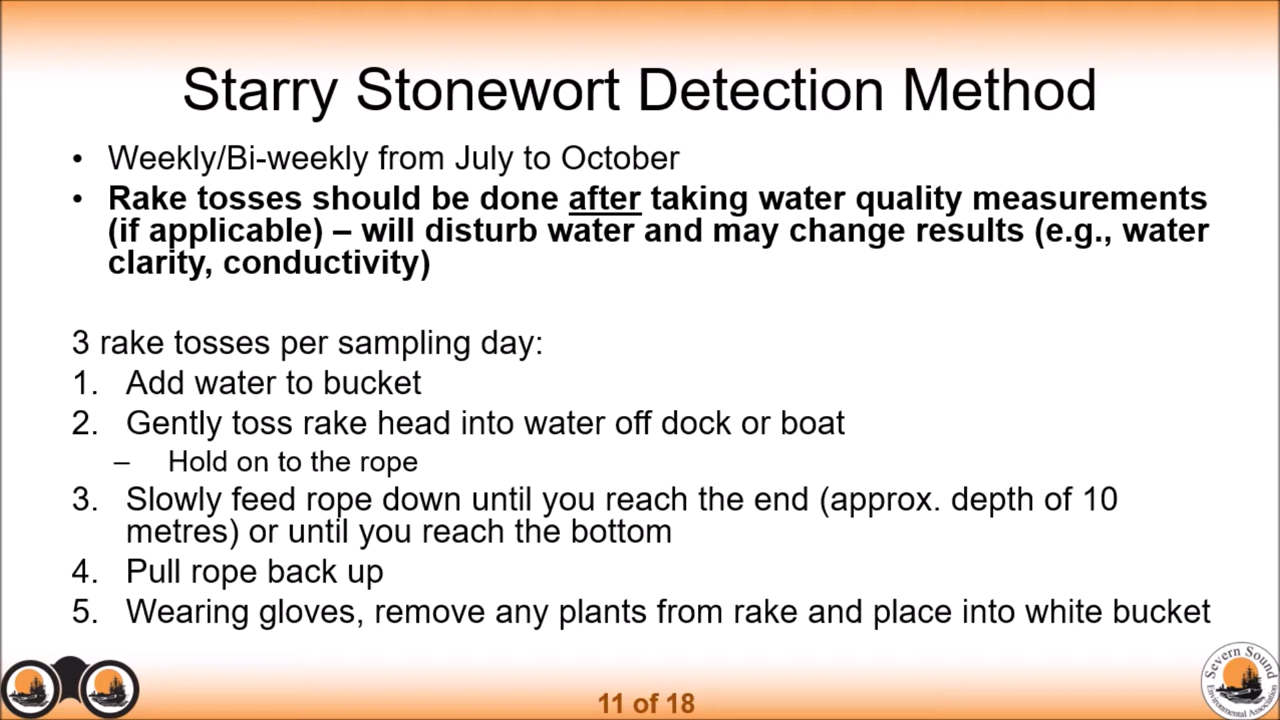 Starry Stonewort Detection Method
• Weekly/Bi-weekly from July to October
• Rake tosses should be done after taking water quality measurements
(if applicable) – will disturb water and may change results (e.g., water
clarity, conductivity)
3 rake tosses per sampling day:
1. Add water to bucket
2. Gently toss rake head into water off dock or boat
– Hold on to the rope
3. Slowly feed rope down until you reach the end (approx. depth of 10
metres) or until you reach the bottom
4. Pull rope back up
5. Wearing gloves, remove any plants from rake and place into white bucket
Severn Sound
Environmental Association
11 of 18